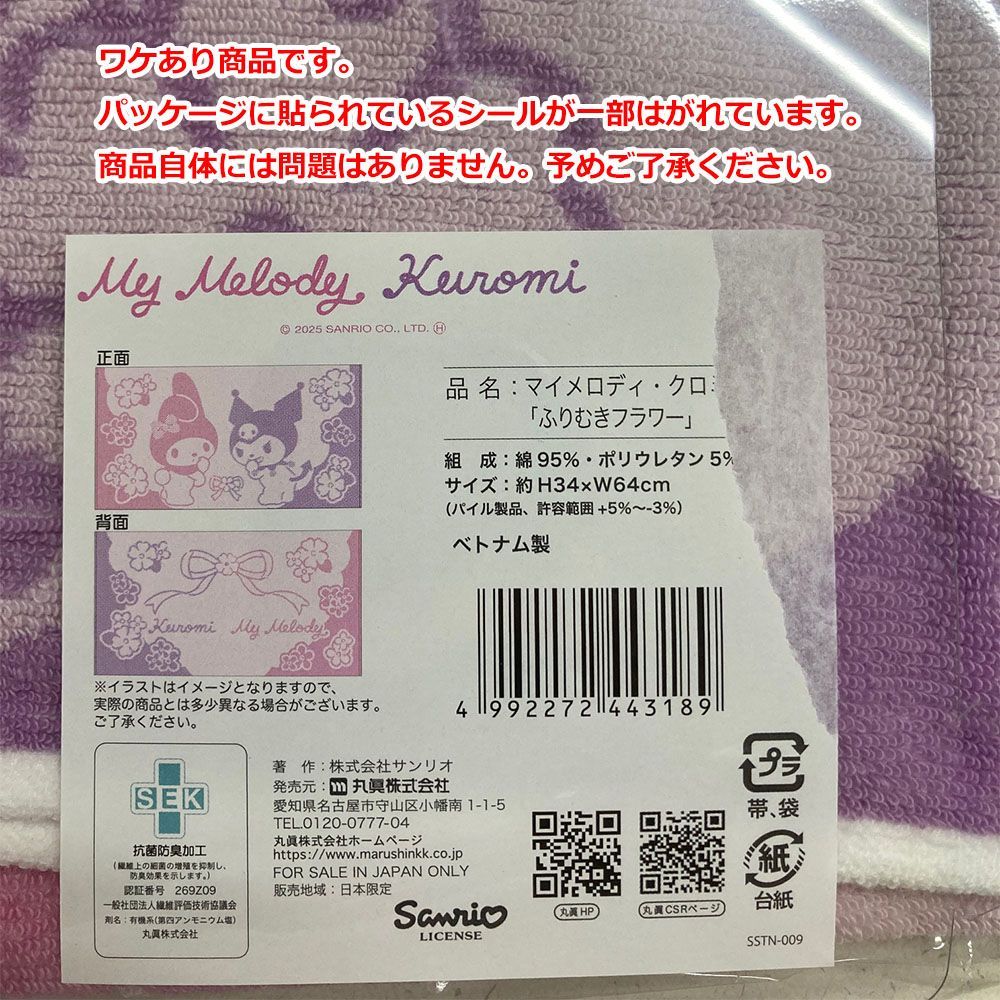 ワケあり商品です。
パッケージに貼られているシールが一部はがれています。
商品自体には問題はありません。予めご了承ください。
My Melody Kuromi
© 2025 SANRIO CO., LTD. Ⓗ
正面
背面
Kuromi My Melody
※イラストはイメージとなりますので、
実際の商品とは多少異なる場合がございます。
ご了承ください。
品 名：マイメロディ・クロ
「ふりむきフラワー」
組 成：綿 95%・ポリウレタン 5%
サイズ：約 H34×W64cm
(パイル製品、許容範囲 +5%～-3%)
ベトナム製
4 992272 443189
SEK
抗菌防臭加工
(繊維上の細菌の増殖を抑制し、
防臭効果を示します。)
認証番号 269Z09
一般社団法人繊維評価技術協議会
剤名：有機系(第四アンモニウム塩)
丸眞株式会社
著 作：株式会社サンリオ
発売元：丸眞株式会社
愛知県名古屋市守山区小幡南 1-1-5
TEL.0120-0777-04
丸眞株式会社ホームページ
https://www.marushinkk.co.jp
FOR SALE IN JAPAN ONLY
販売地域：日本限定
Sanrio
LICENSE
丸眞 HP
丸眞 CSRページ
プラ
帯、袋
紙
台紙
SSTN-009